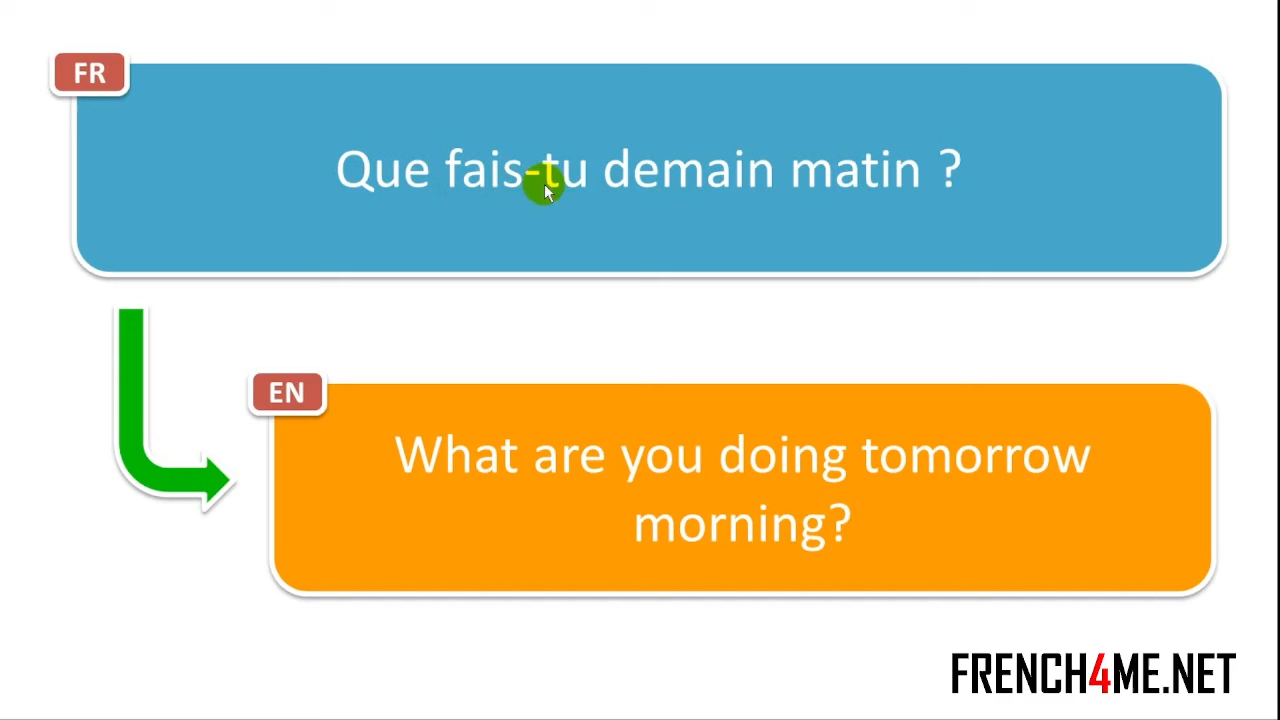 FR
Que fais-tu demain matin ?
EN
What are you doing tomorrow
morning?
FRENCH4ME.NET